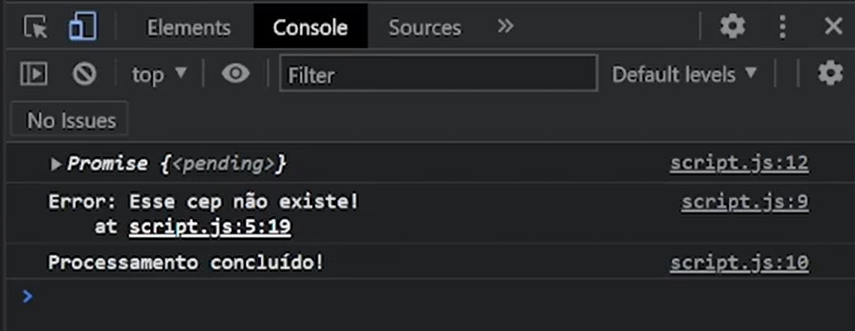 Elements Console Sources »
top ▼ Filter Default levels ▼
No Issues
▶ Promise {<pending>} script.js:12
Error: Esse cep não existe! script.js:9
at script.js:5:19
Processamento concluído! script.js:10
>